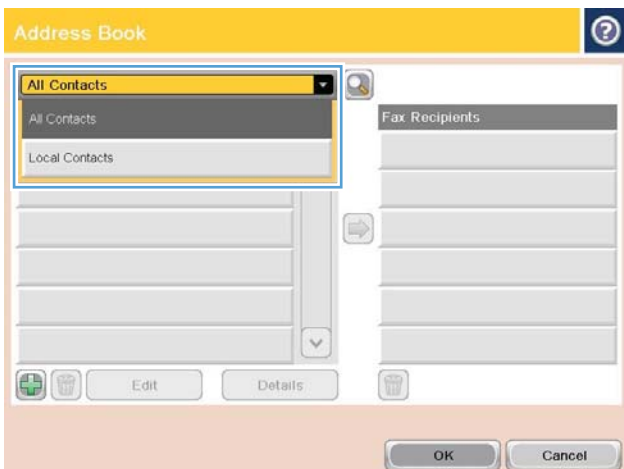 Address Book
?
All Contacts
All Contacts
Local Contacts
Fax Recipients
Edit
Details
OK
Cancel